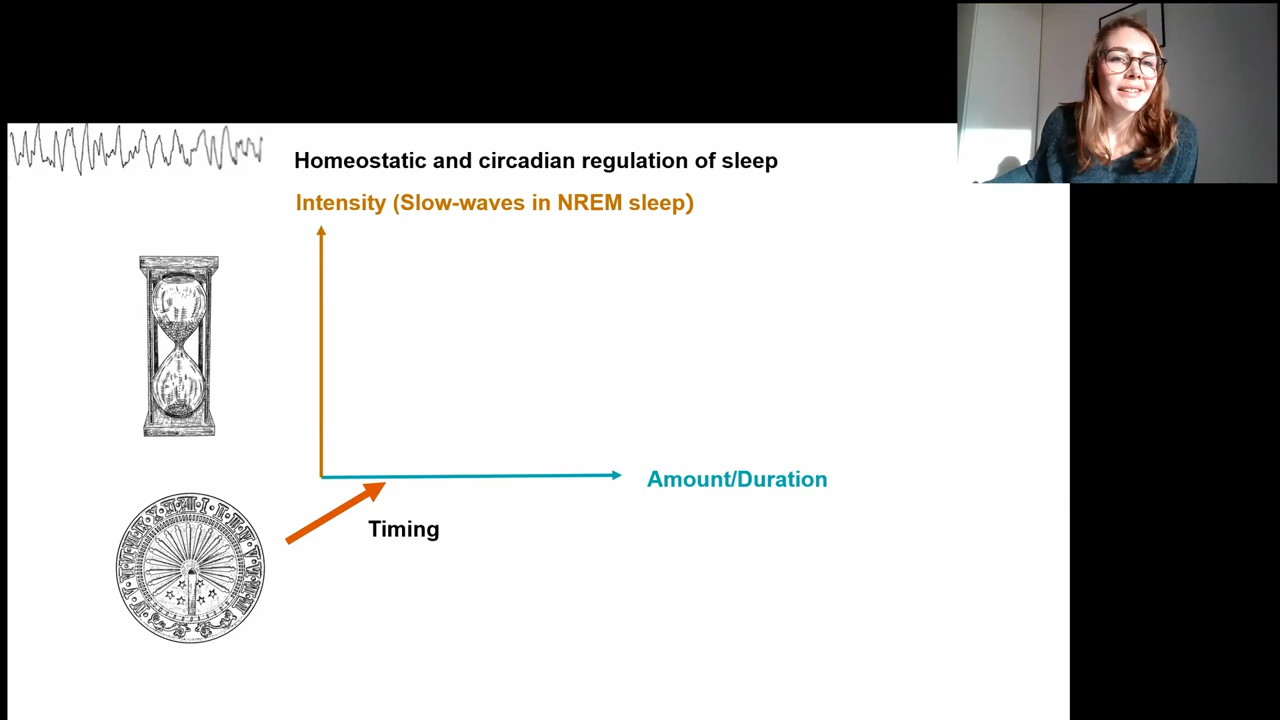 Homeostatic and circadian regulation of sleep
Intensity (Slow-waves in NREM sleep)
Amount/Duration
Timing